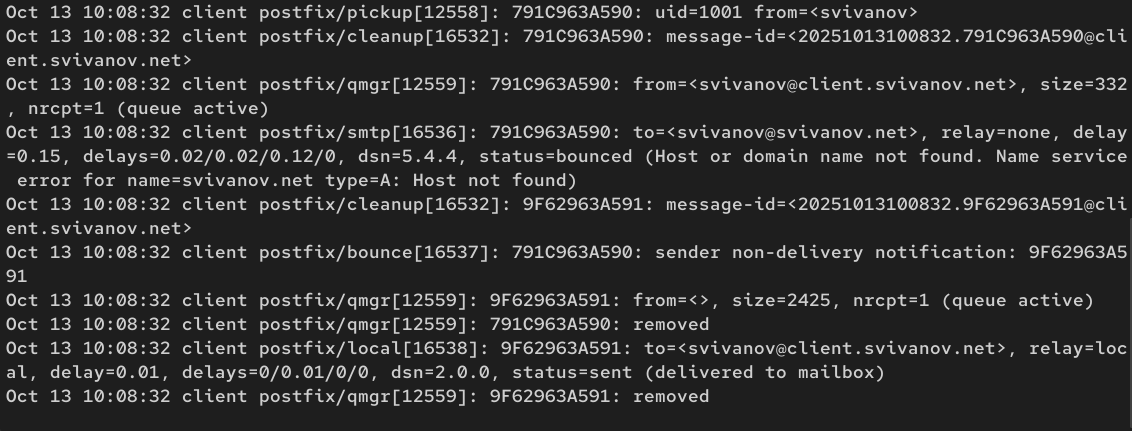 Oct 13 10:08:32 client postfix/pickup[12558]: 791C963A590: uid=1001 from=<svivanov>
Oct 13 10:08:32 client postfix/cleanup[16532]: 791C963A590: message-id=<20251013100832.791C963A590@cli
ent.svivanov.net>
Oct 13 10:08:32 client postfix/qmgr[12559]: 791C963A590: from=<svivanov@client.svivanov.net>, size=332
, nrcpt=1 (queue active)
Oct 13 10:08:32 client postfix/smtp[16536]: 791C963A590: to=<svivanov@svivanov.net>, relay=none, delay
=0.15, delays=0.02/0.02/0.12/0, dsn=5.4.4, status=bounced (Host or domain name not found. Name service
 error for name=svivanov.net type=A: Host not found)
Oct 13 10:08:32 client postfix/cleanup[16532]: 9F62963A591: message-id=<20251013100832.9F62963A591@cli
ent.svivanov.net>
Oct 13 10:08:32 client postfix/bounce[16537]: 791C963A590: sender non-delivery notification: 9F62963A5
91
Oct 13 10:08:32 client postfix/qmgr[12559]: 9F62963A591: from=<>, size=2425, nrcpt=1 (queue active)
Oct 13 10:08:32 client postfix/qmgr[12559]: 791C963A590: removed
Oct 13 10:08:32 client postfix/local[16538]: 9F62963A591: to=<svivanov@client.svivanov.net>, relay=loc
al, delay=0.01, delays=0/0.01/0/0, dsn=2.0.0, status=sent (delivered to mailbox)
Oct 13 10:08:32 client postfix/qmgr[12559]: 9F62963A591: removed